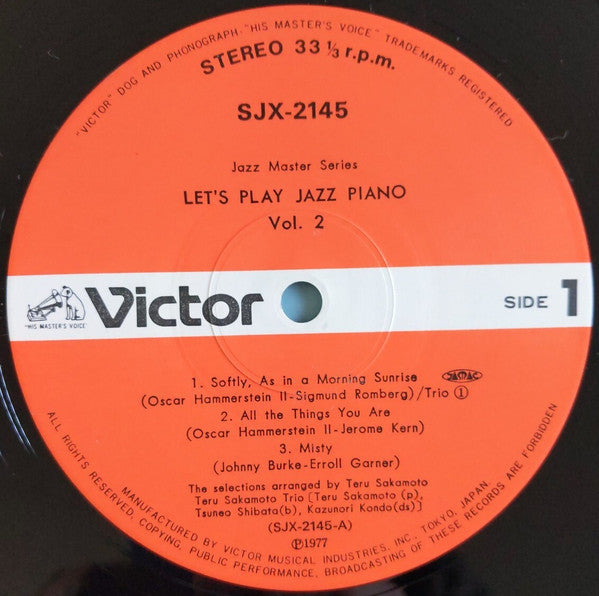 "VICTOR" DOG AND PHONOGRAPH·"HIS MASTER'S VOICE" TRADEMARKS REGISTERED
STEREO 33 1/3 r.p.m.
SJX-2145
Jazz Master Series
LET'S PLAY JAZZ PIANO
Vol. 2
"HIS MASTER'S VOICE"
Victor
SIDE 1
1. Softly, As in a Morning Sunrise JASRAC
(Oscar Hammerstein II-Sigmund Romberg)/Trio ①
2. All the Things You Are
(Oscar Hammerstein II-Jerome Kern)
3. Misty
(Johnny Burke-Erroll Garner)
The selections arranged by Teru Sakamoto
Teru Sakamoto Trio [Teru Sakamoto (p),
Tsuneo Shibata(b), Kazunori Kondo(ds)]
(SJX-2145-A)
Ⓟ1977
MANUFACTURED BY VICTOR MUSICAL INDUSTRIES, INC., TOKYO, JAPAN
ALL RIGHTS RESERVED, COPYING, PUBLIC PERFORMANCE, BROADCASTING OF THESE RECORDS ARE FORBIDDEN